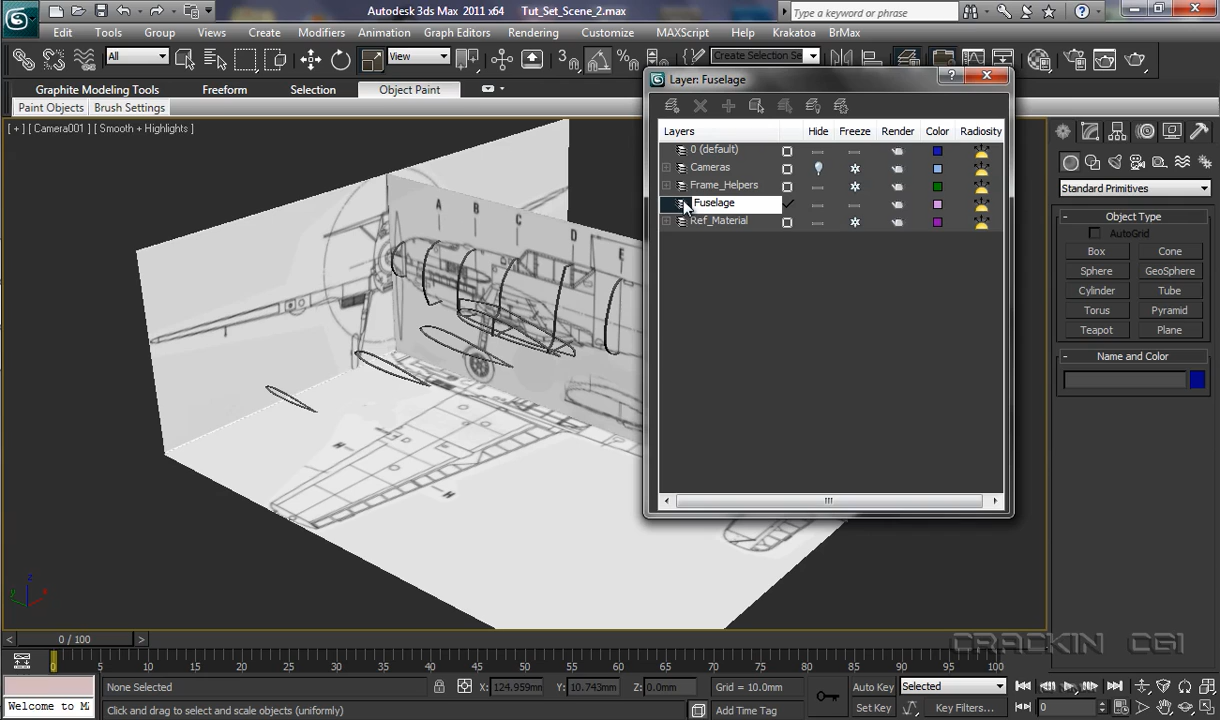 Autodesk 3ds Max 2011 x64 Tut_Set_Scene_2.max
Type a keyword or phrase
Edit Tools Group Views Create Modifiers Animation Graph Editors Rendering Customize MAXScript Help Krakatoa BrMax
All View Create Selection Se
Graphite Modeling Tools Freeform Selection Object Paint
Paint Objects Brush Settings
[ + ] [ Camera001 ] [ Smooth + Highlights ]
Layer: Fuselage
Layers Hide Freeze Render Color Radiosity
0 (default)
Cameras
Frame_Helpers
Fuselage
Ref_Material
Standard Primitives
Object Type
AutoGrid
Box Cone
Sphere GeoSphere
Cylinder Tube
Torus Pyramid
Teapot Plane
Name and Color
A B C D E
H H
z
y x
CRACKIN CGI
0 / 100
0 5 10 15 20 25 30 35 40 45 50 55 60 65 70 75 80 85 90 95 100
None Selected X: 124.959mm Y: 10.743mm Z: 0.0mm Grid = 10.0mm Auto Key Selected
Welcome to MA Click and drag to select and scale objects (uniformly) Add Time Tag Set Key Key Filters... 0